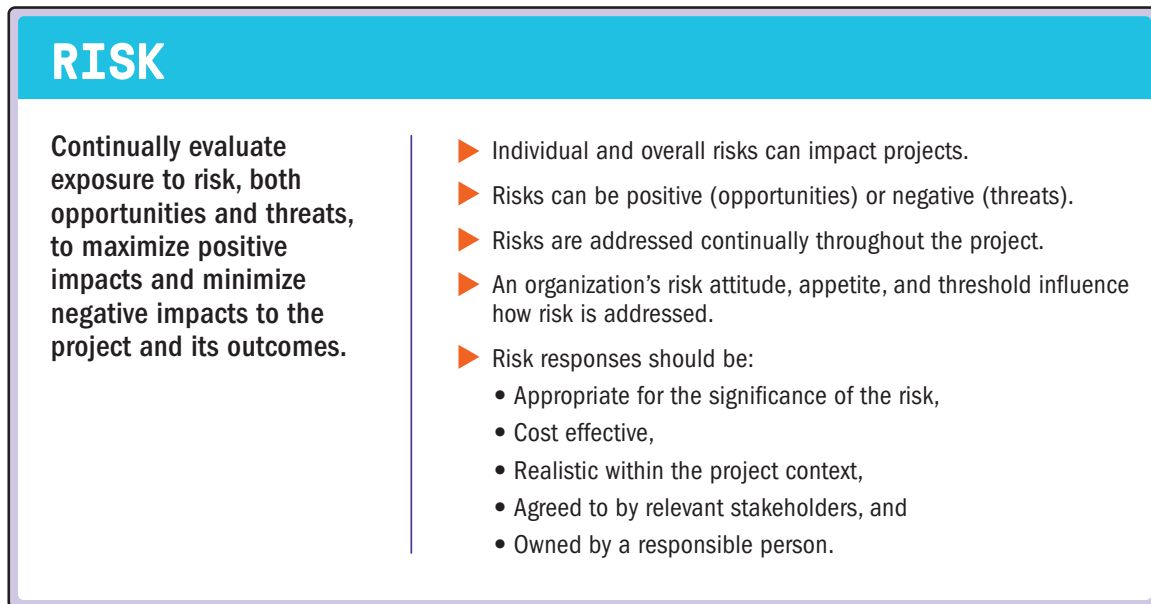 RISK
Continually evaluate
exposure to risk, both
opportunities and threats,
to maximize positive
impacts and minimize
negative impacts to the
project and its outcomes.
Individual and overall risks can impact projects.
Risks can be positive (opportunities) or negative (threats).
Risks are addressed continually throughout the project.
An organization’s risk attitude, appetite, and threshold influence
how risk is addressed.
Risk responses should be:
• Appropriate for the significance of the risk,
• Cost effective,
• Realistic within the project context,
• Agreed to by relevant stakeholders, and
• Owned by a responsible person.